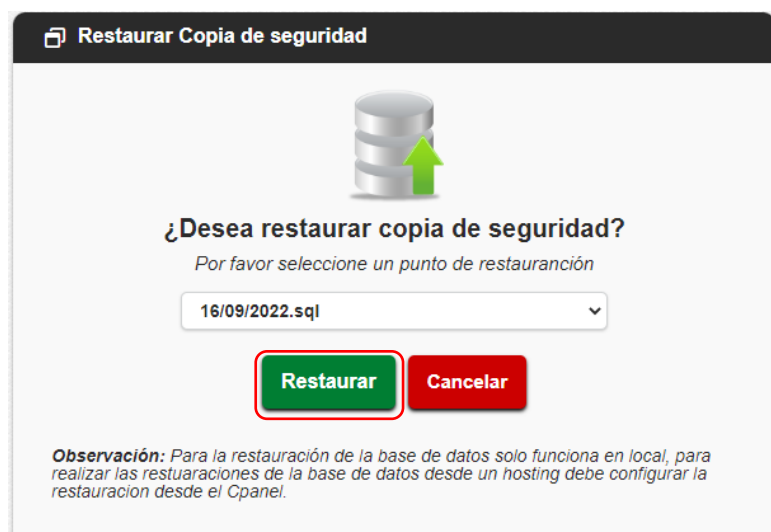 Restaurar Copia de seguridad
¿Desea restaurar copia de seguridad?
Por favor seleccione un punto de restauranción
16/09/2022.sql
Restaurar Cancelar
Observación: Para la restauración de la base de datos solo funciona en local, para
realizar las restuaraciones de la base de datos desde un hosting debe configurar la
restauracion desde el Cpanel.